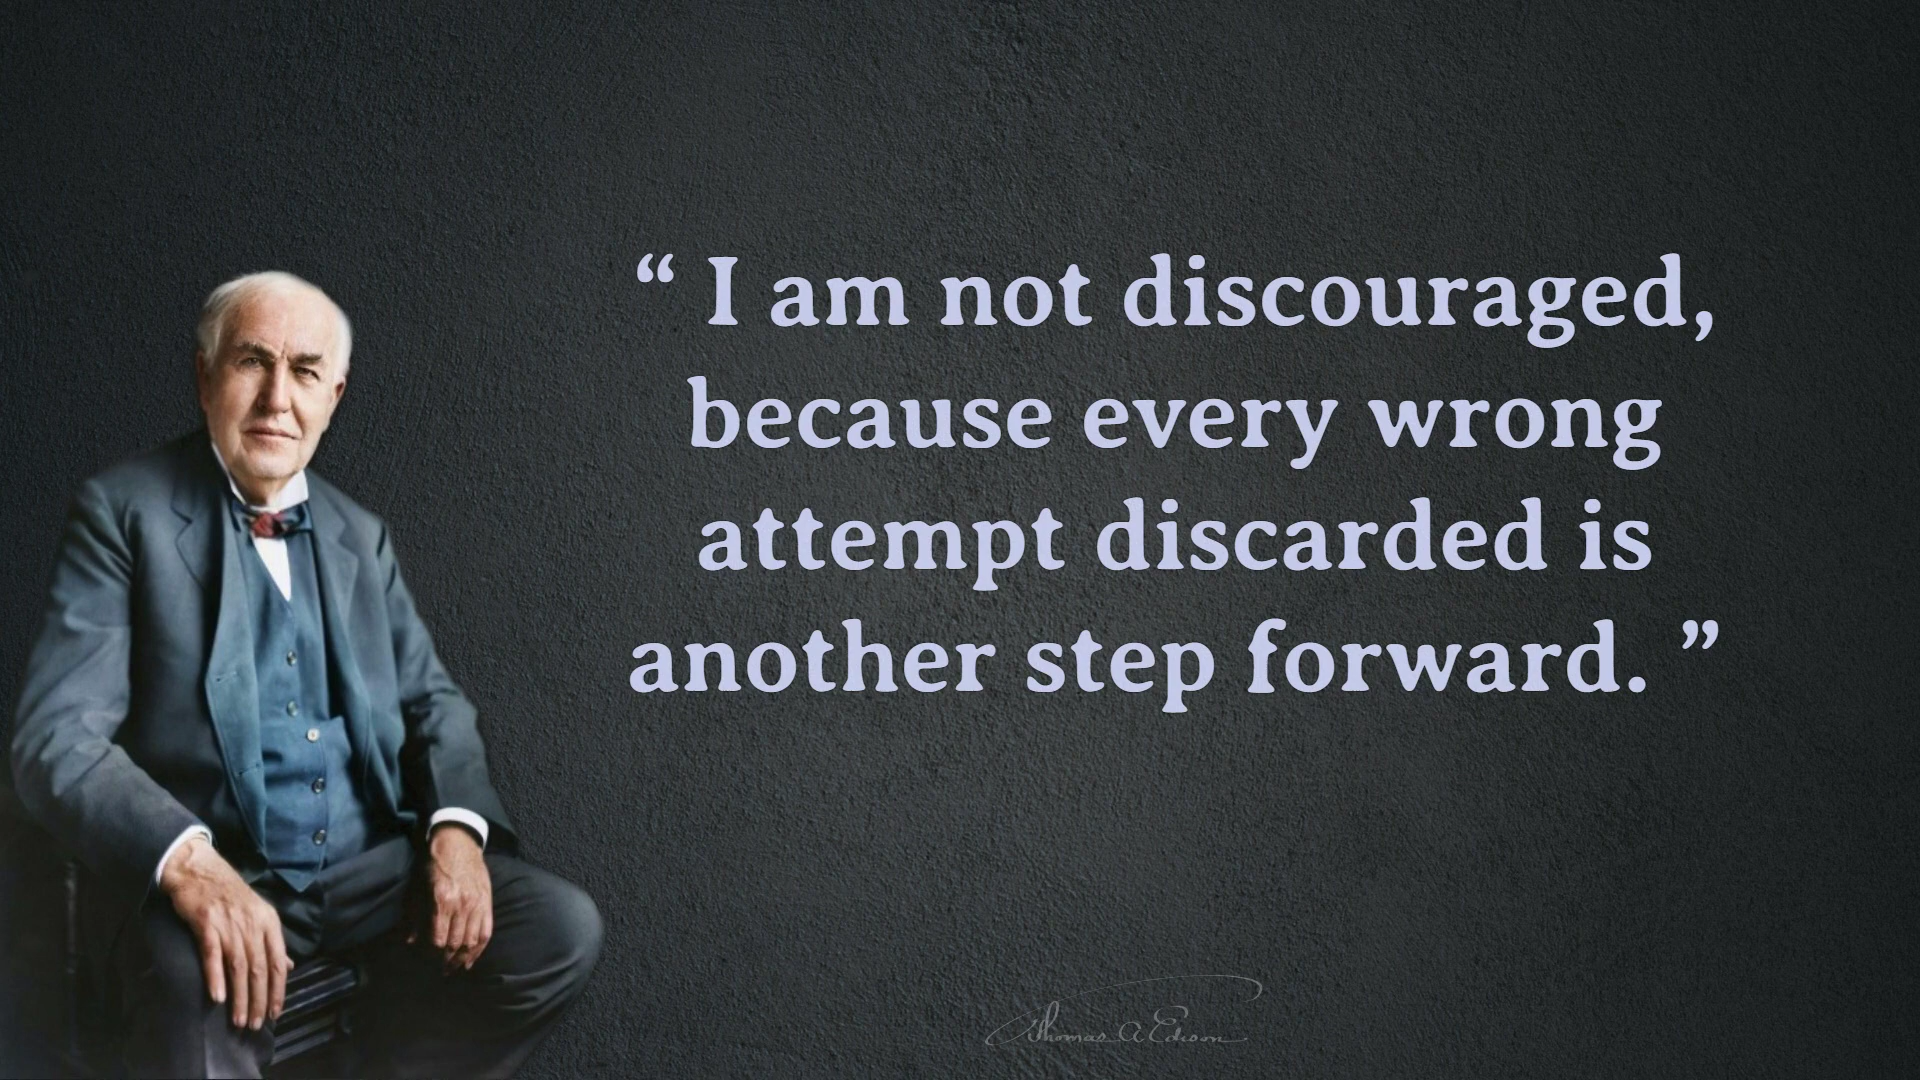 “ I am not discouraged,
because every wrong
attempt discarded is
another step forward. ”
Thomas A Edison